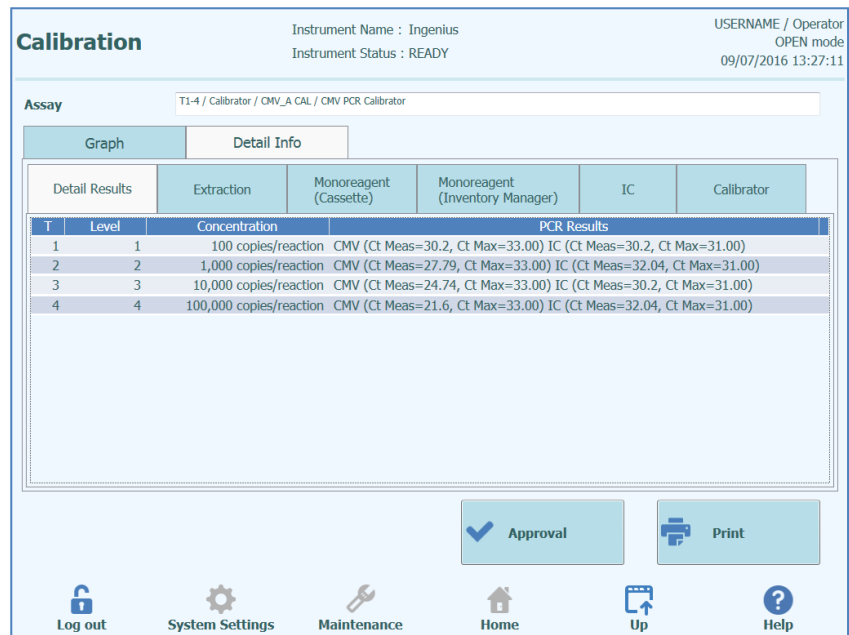 Calibration
Instrument Name : Ingenius
Instrument Status : READY
USERNAME / Operator
OPEN mode
09/07/2016 13:27:11
Assay
T1-4 / Calibrator / CMV_A CAL / CMV PCR Calibrator
Graph
Detail Info
Detail Results
Extraction
Monoreagent
(Cassette)
Monoreagent
(Inventory Manager)
IC
Calibrator
T Level Concentration PCR Results
1 1 100 copies/reaction CMV (Ct Meas=30.2, Ct Max=33.00) IC (Ct Meas=30.2, Ct Max=31.00)
2 2 1,000 copies/reaction CMV (Ct Meas=27.79, Ct Max=33.00) IC (Ct Meas=32.04, Ct Max=31.00)
3 3 10,000 copies/reaction CMV (Ct Meas=24.74, Ct Max=33.00) IC (Ct Meas=30.2, Ct Max=31.00)
4 4 100,000 copies/reaction CMV (Ct Meas=21.6, Ct Max=33.00) IC (Ct Meas=32.04, Ct Max=31.00)
Approval
Print
Log out
System Settings
Maintenance
Home
Up
Help